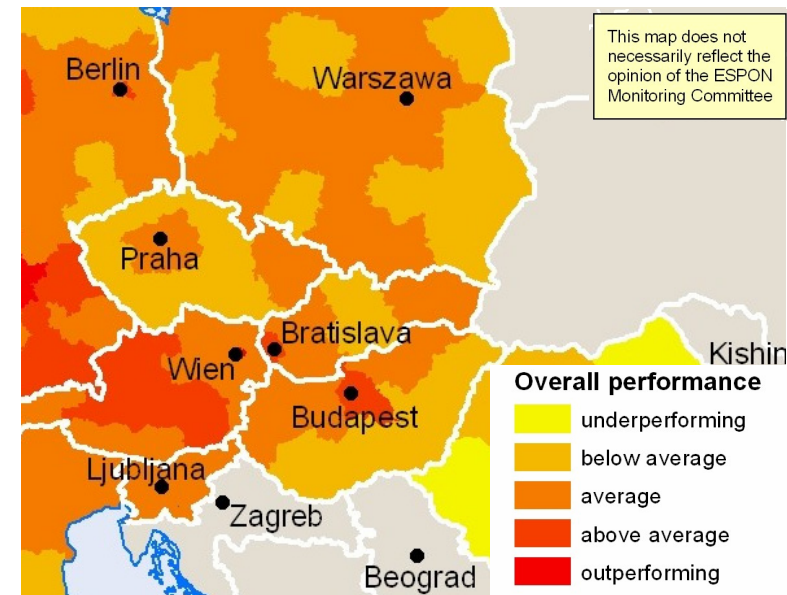 This map does not
necessarily reflect the
opinion of the ESPON
Monitoring Committee
Berlin
Warszawa
Praha
Bratislava
Kishin
Wien
Budapest
Ljubljana
Zagreb
Beograd
Overall performance
underperforming
below average
average
above average
outperforming